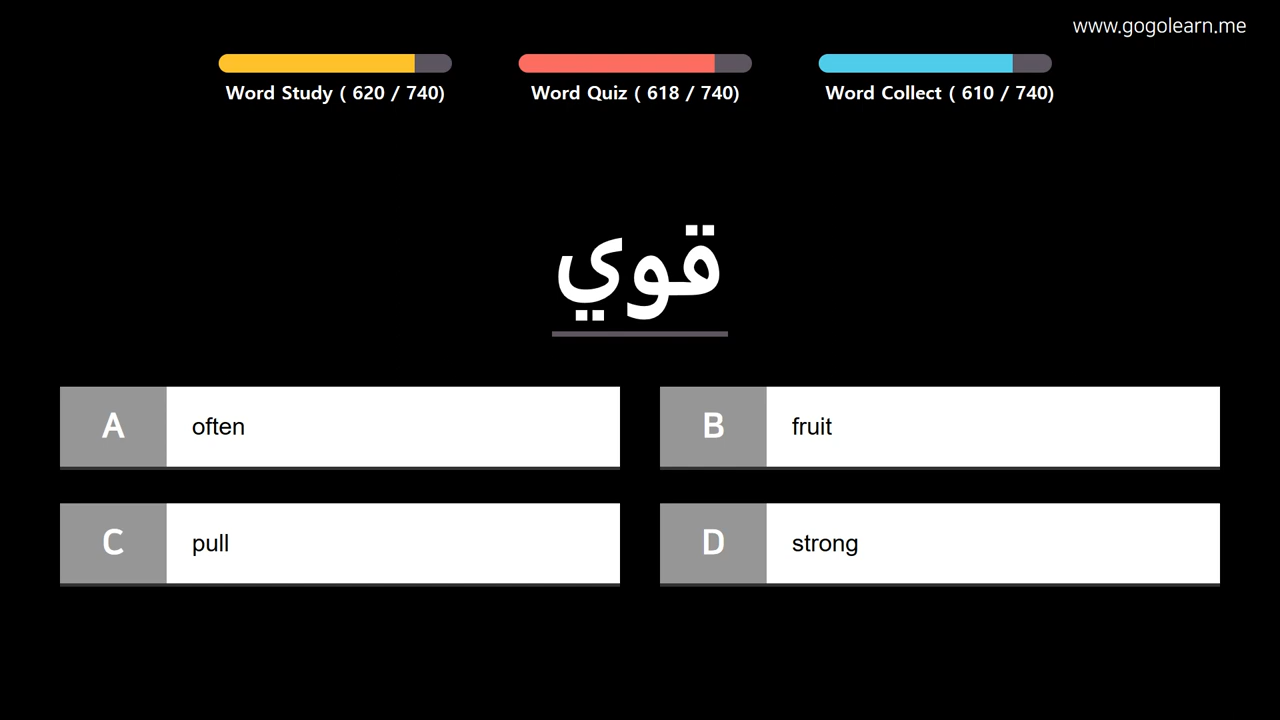 www.gogolearn.me
Word Study ( 620 / 740)
Word Quiz ( 618 / 740)
Word Collect ( 610 / 740)
قوي
A often
B fruit
C pull
D strong